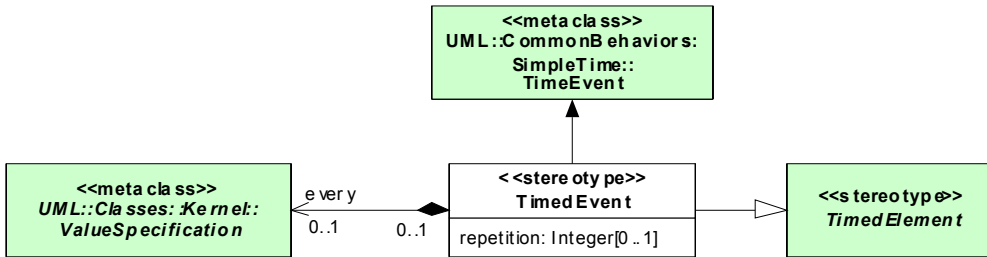 <<metaclass>>
UML::CommonBehaviors:
SimpleTime::
TimeEvent
<<metaclass>>
UML::Classes::Kernel::
ValueSpecification
every
0..1
0..1
<<stereotype>>
TimedEvent
repetition: Integer[0..1]
<<stereotype>>
TimedElement